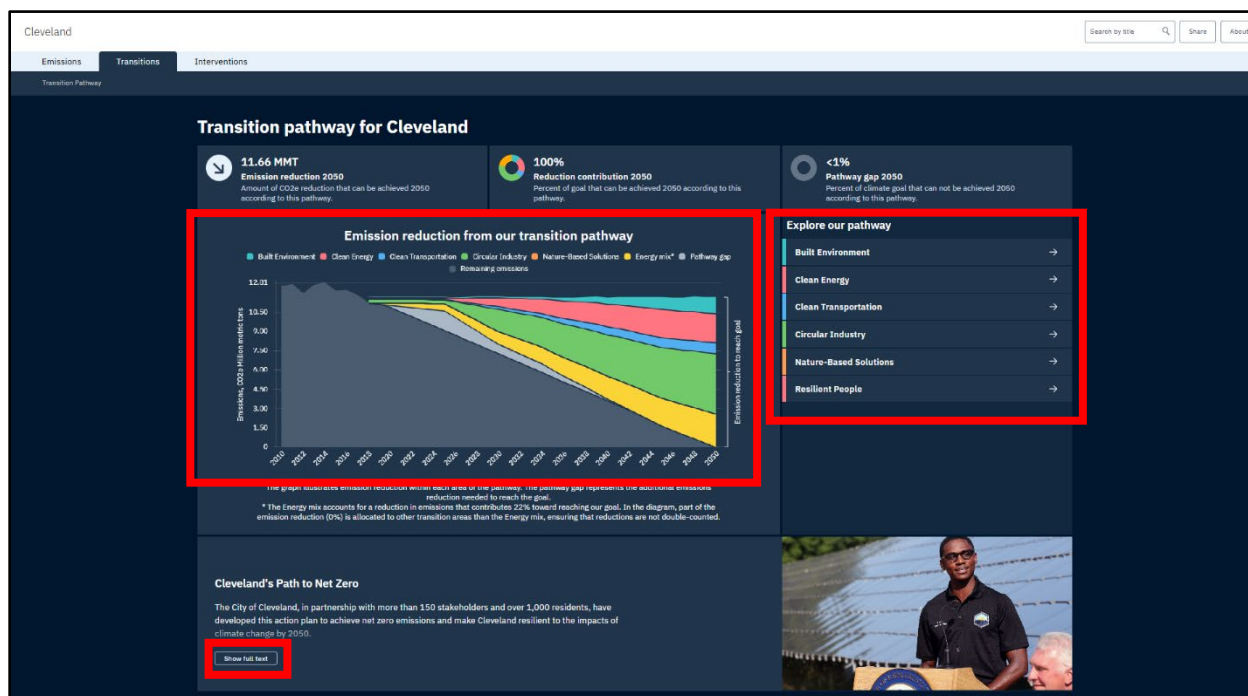 Cleveland
Search by title
Share
About
Emissions
Transitions
Interventions
Transition Pathway
Transition pathway for Cleveland
11.66 MMT
Emission reduction 2050
Amount of CO2e reduction that can be achieved 2050
according to this pathway.
100%
Reduction contribution 2050
Percent of goal that can be achieved 2050 according to this
pathway.
<1%
Pathway gap 2050
Percent of climate goal that can not be achieved 2050
according to this pathway.
Emission reduction from our transition pathway
Built Environment Clean Energy Clean Transportation Circular Industry Nature-Based Solutions Energy mix* Pathway gap
Remaining emissions
Emissions, CO2e Million metric tons
12.01
10.50
9.00
7.50
6.00
4.50
3.00
1.50
0
2010 2012 2014 2016 2018 2020 2022 2024 2026 2028 2030 2032 2034 2036 2038 2040 2042 2044 2046 2048 2050
Emission reduction to reach goal
The graph illustrates emission reduction within each area of the pathway. The pathway gap represents the additional emissions
reduction needed to reach the goal.
* The Energy mix accounts for a reduction in emissions that contributes 22% toward reaching our goal. In the diagram, part of the
emission reduction (0%) is allocated to other transition areas than the Energy mix, ensuring that reductions are not double-counted.
Explore our pathway
Built Environment
Clean Energy
Clean Transportation
Circular Industry
Nature-Based Solutions
Resilient People
Cleveland's Path to Net Zero
The City of Cleveland, in partnership with more than 150 stakeholders and over 1,000 residents, have
developed this action plan to achieve net zero emissions and make Cleveland resilient to the impacts of
climate change by 2050.
Show full text